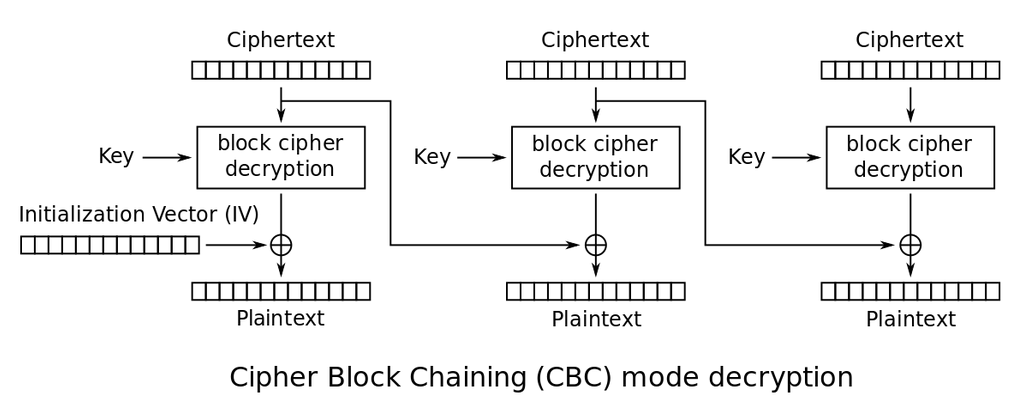 Ciphertext
Ciphertext
Ciphertext
Key
block cipher
decryption
Key
block cipher
decryption
Key
block cipher
decryption
Initialization Vector (IV)
Plaintext
Plaintext
Plaintext
Cipher Block Chaining (CBC) mode decryption